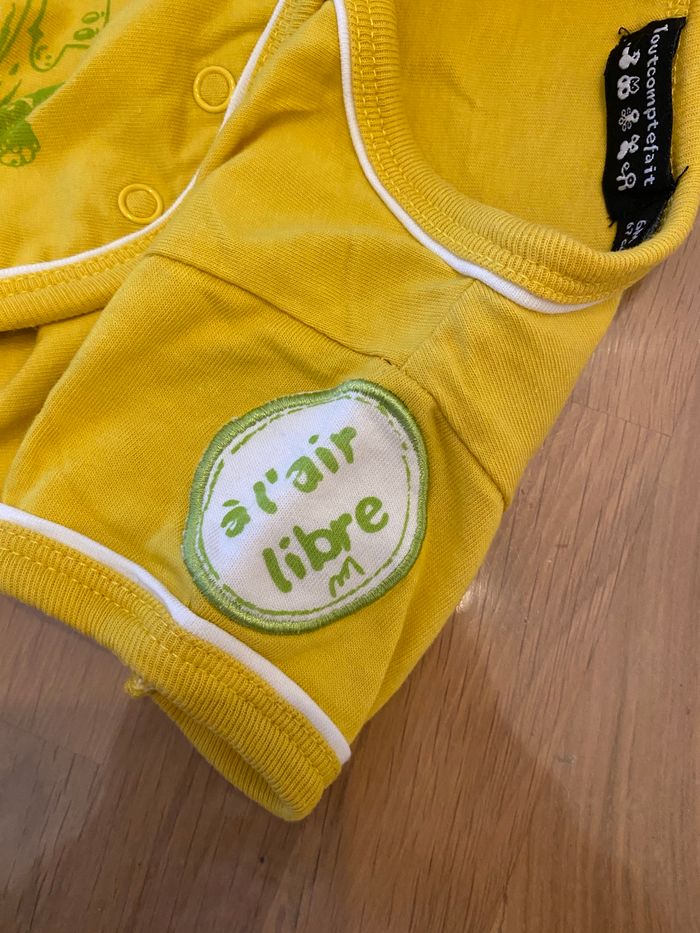 Toutcomptefait
à l'air
libre